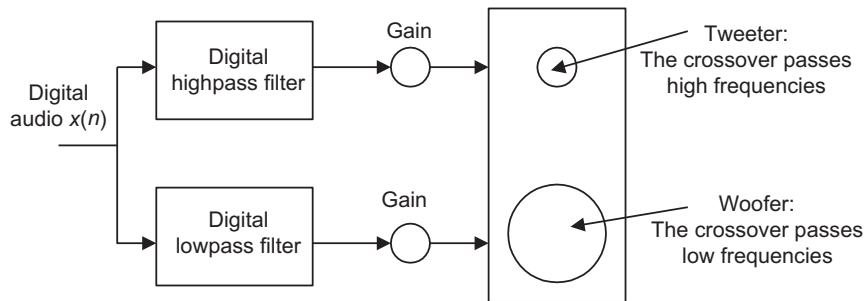 Digital
audio x(n)
Digital
highpass filter
Gain
Tweeter:
The crossover passes
high frequencies
Digital
lowpass filter
Gain
Woofer:
The crossover passes
low frequencies